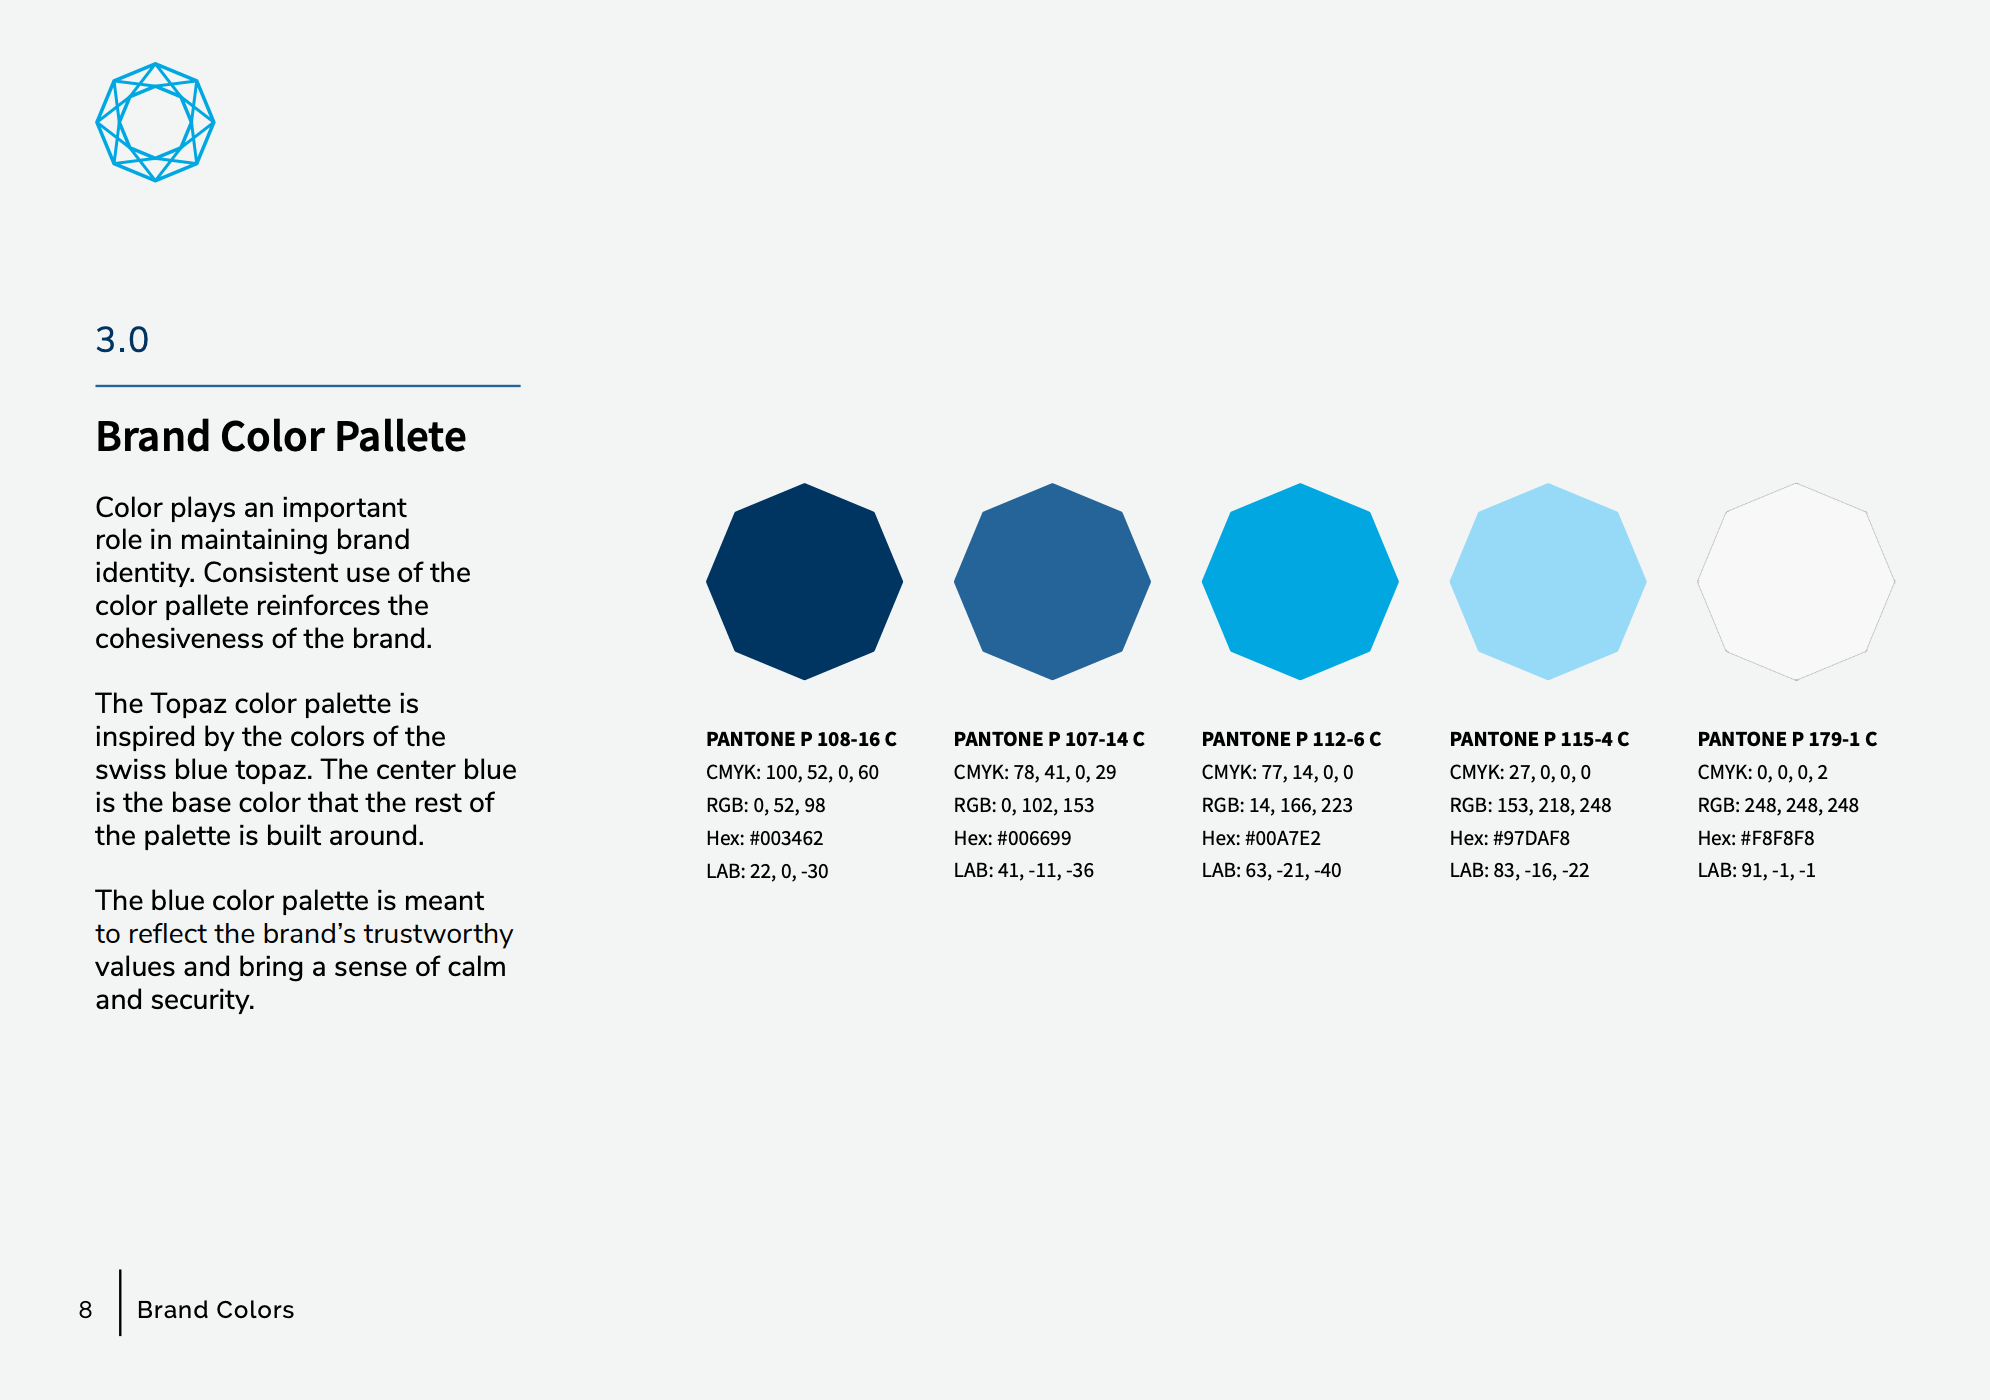 3.0
Brand Color Pallete
Color plays an important
role in maintaining brand
identity. Consistent use of the
color pallete reinforces the
cohesiveness of the brand.
The Topaz color palette is
inspired by the colors of the
swiss blue topaz. The center blue
is the base color that the rest of
the palette is built around.
The blue color palette is meant
to reflect the brand’s trustworthy
values and bring a sense of calm
and security.
PANTONE P 108-16 C
CMYK: 100, 52, 0, 60
RGB: 0, 52, 98
Hex: #003462
LAB: 22, 0, -30
PANTONE P 107-14 C
CMYK: 78, 41, 0, 29
RGB: 0, 102, 153
Hex: #006699
LAB: 41, -11, -36
PANTONE P 112-6 C
CMYK: 77, 14, 0, 0
RGB: 14, 166, 223
Hex: #00A7E2
LAB: 63, -21, -40
PANTONE P 115-4 C
CMYK: 27, 0, 0, 0
RGB: 153, 218, 248
Hex: #97DAF8
LAB: 83, -16, -22
PANTONE P 179-1 C
CMYK: 0, 0, 0, 2
RGB: 248, 248, 248
Hex: #F8F8F8
LAB: 91, -1, -1
8
Brand Colors